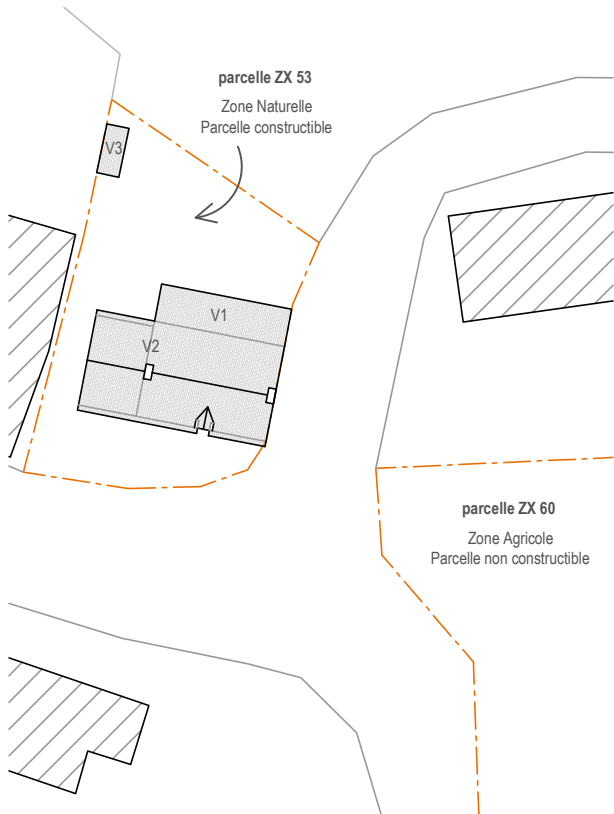 parcelle ZX 53
Zone Naturelle
Parcelle constructible
V3
V1
V2
parcelle ZX 60
Zone Agricole
Parcelle non constructible